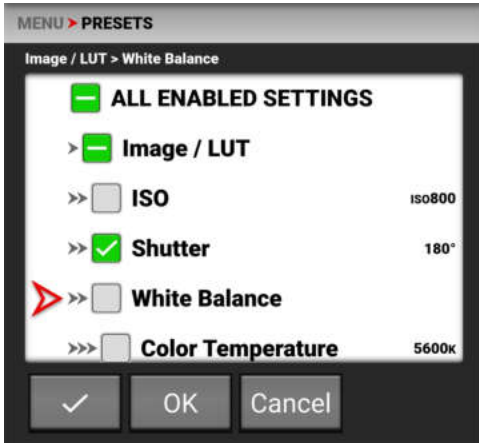 MENU > PRESETS
Image / LUT > White Balance
ALL ENABLED SETTINGS
> Image / LUT
>> ISO ISO800
>> Shutter 180°
>> White Balance
>>> Color Temperature 5600K
OK Cancel